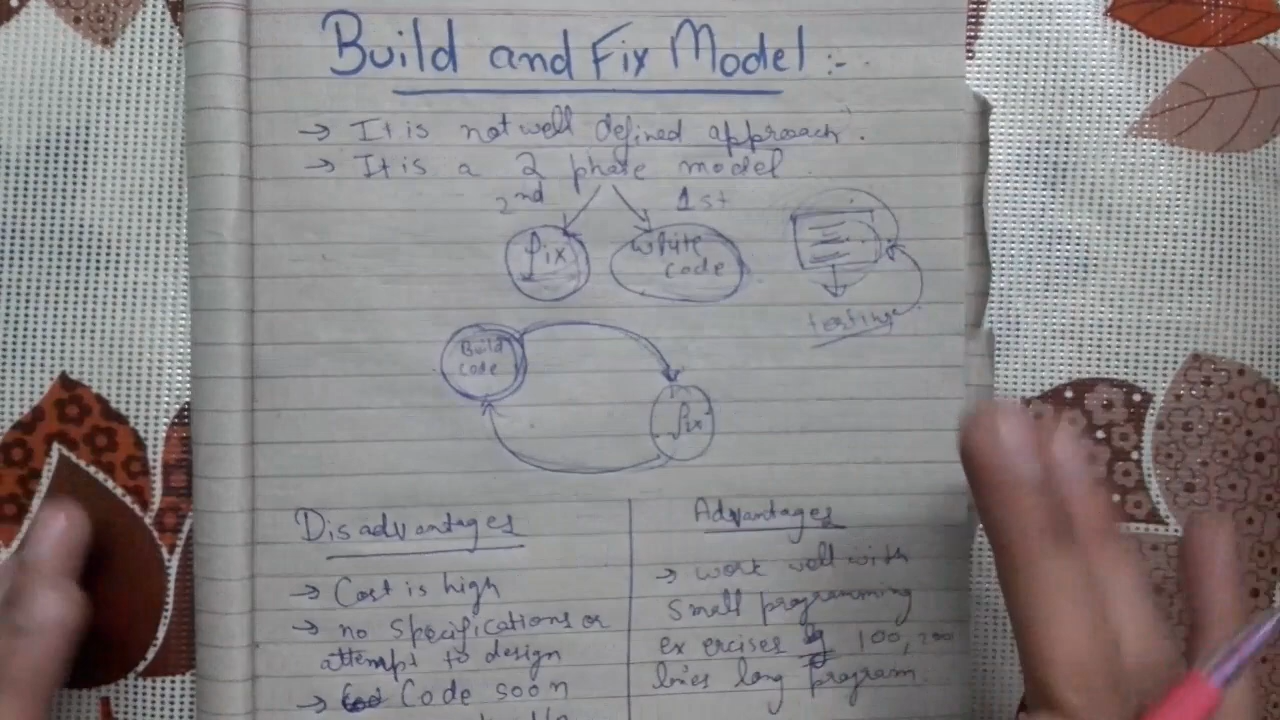 Build and Fix Model :-
→ It is not well defined approach.
→ It is a 2 phase model
2nd 1st
fix
write
code
testing
Build
code
fix
Disadvantages
→ Cost is high
→ no specifications or
attempts to design
→ Code soon
Advantages
→ work well with
small programming
exercises 100, 200
lines long program.